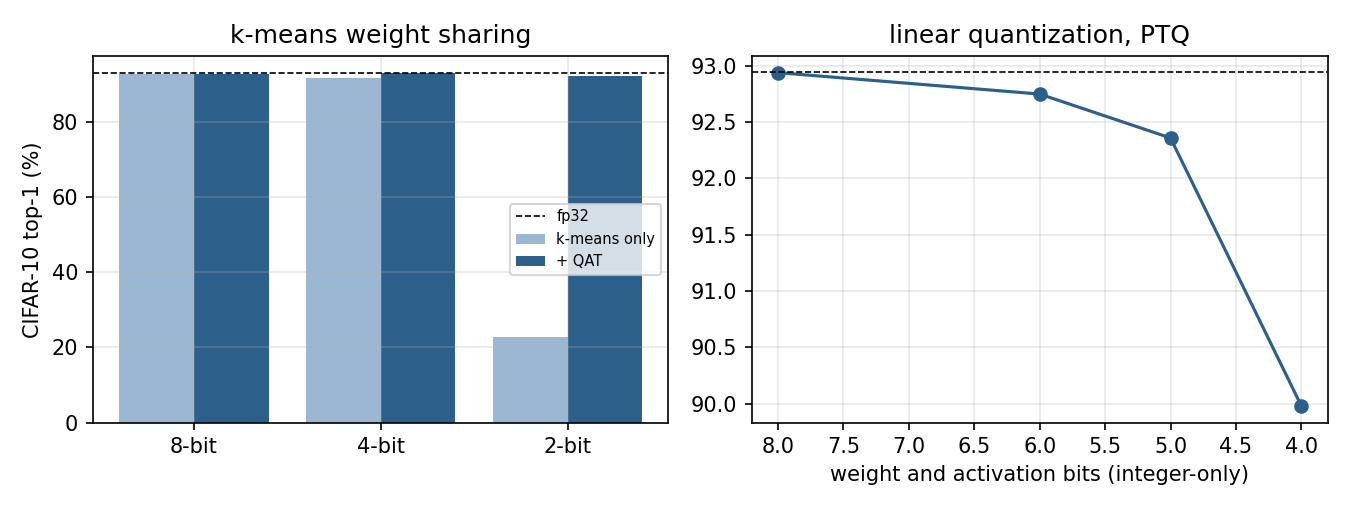 k-means weight sharing
CIFAR-10 top-1 (%)
80
60
40
20
0
8-bit
4-bit
2-bit
fp32
k-means only
+ QAT
linear quantization, PTQ
93.0
92.5
92.0
91.5
91.0
90.5
90.0
8.0 7.5 7.0 6.5 6.0 5.5 5.0 4.5 4.0
weight and activation bits (integer-only)